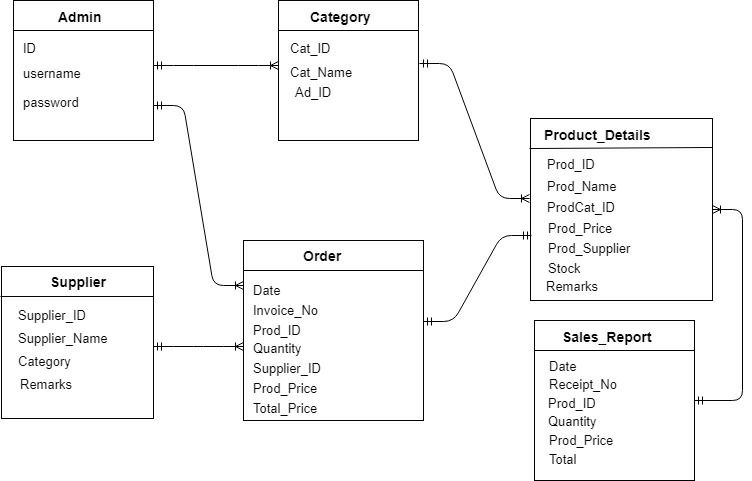 Admin
ID
username
password
Category
Cat_ID
Cat_Name
Ad_ID
Product_Details
Prod_ID
Prod_Name
ProdCat_ID
Prod_Price
Prod_Supplier
Stock
Remarks
Supplier
Supplier_ID
Supplier_Name
Category
Remarks
Order
Date
Invoice_No
Prod_ID
Quantity
Supplier_ID
Prod_Price
Total_Price
Sales_Report
Date
Receipt_No
Prod_ID
Quantity
Prod_Price
Total